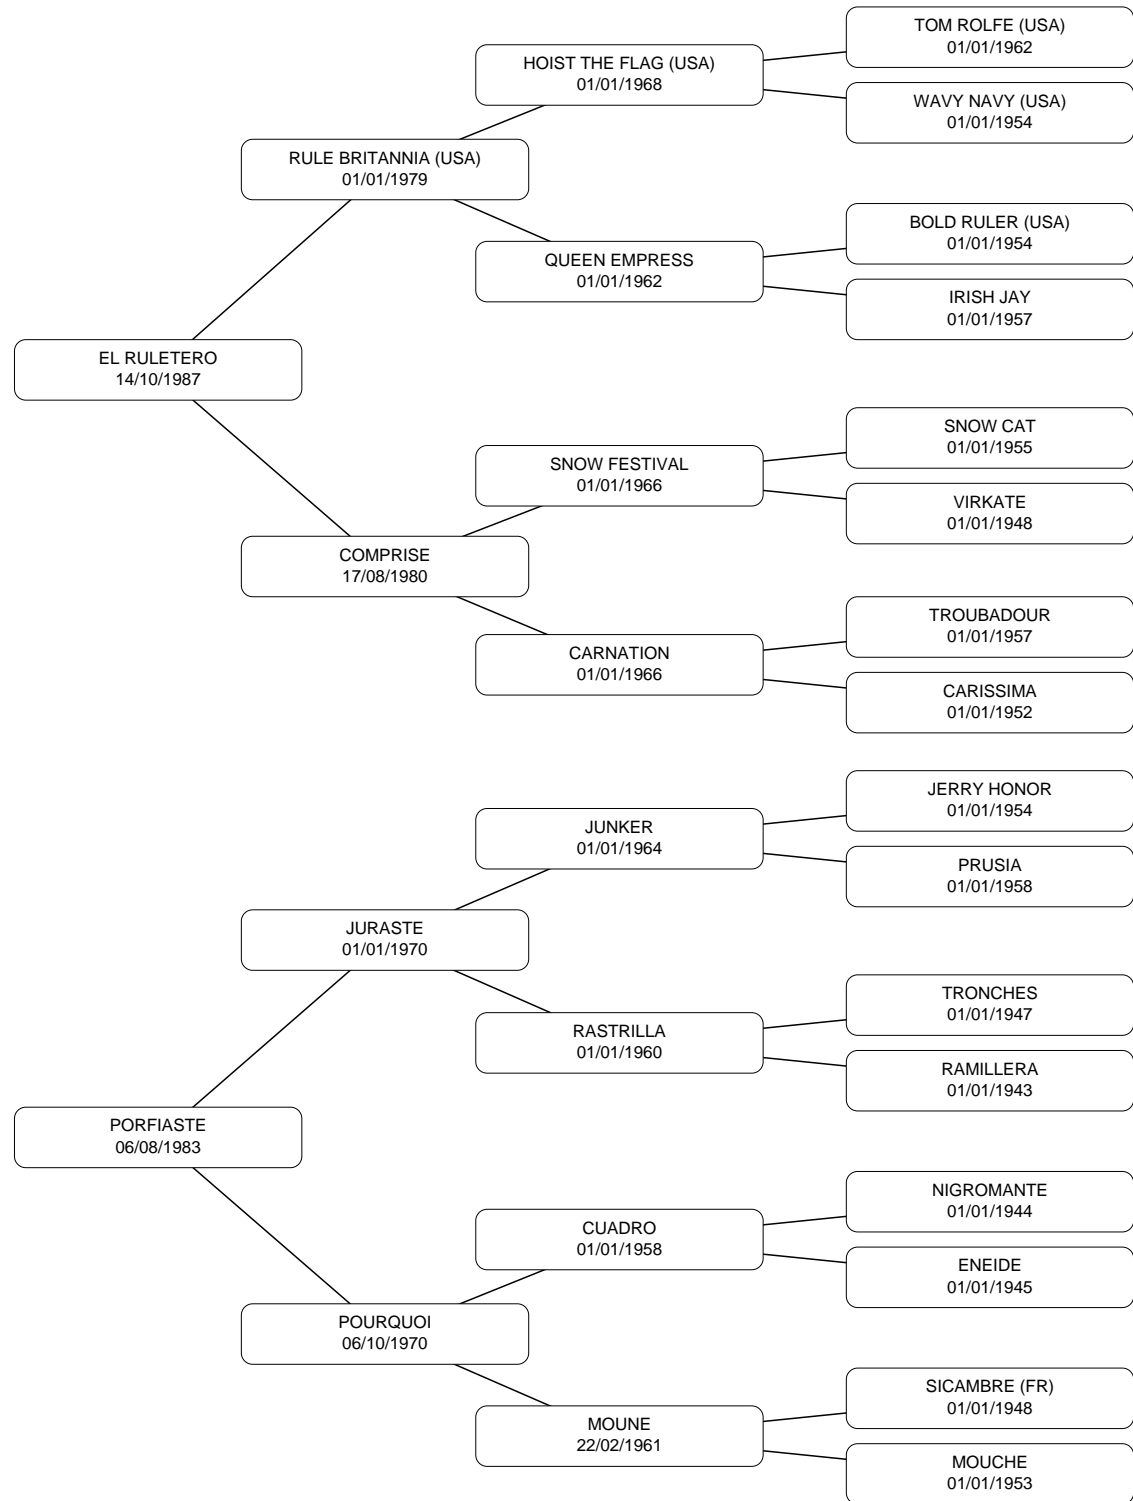 TOM ROLFE (USA)
01/01/1962
HOIST THE FLAG (USA)
01/01/1968
WAVY NAVY (USA)
01/01/1954
RULE BRITANNIA (USA)
01/01/1979
BOLD RULER (USA)
01/01/1954
QUEEN EMPRESS
01/01/1962
IRISH JAY
01/01/1957
EL RULETERO
14/10/1987
SNOW CAT
01/01/1955
SNOW FESTIVAL
01/01/1966
VIRKATE
01/01/1948
COMPRISE
17/08/1980
TROUBADOUR
01/01/1957
CARNATION
01/01/1966
CARISSIMA
01/01/1952
JERRY HONOR
01/01/1954
JUNKER
01/01/1964
PRUSIA
01/01/1958
JURASTE
01/01/1970
TRONCHES
01/01/1947
RASTRILLA
01/01/1960
RAMILLERA
01/01/1943
PORFIASTE
06/08/1983
NIGROMANTE
01/01/1944
CUADRO
01/01/1958
ENEIDE
01/01/1945
POURQUOI
06/10/1970
SICAMBRE (FR)
01/01/1948
MOUNE
22/02/1961
MOUCHE
01/01/1953